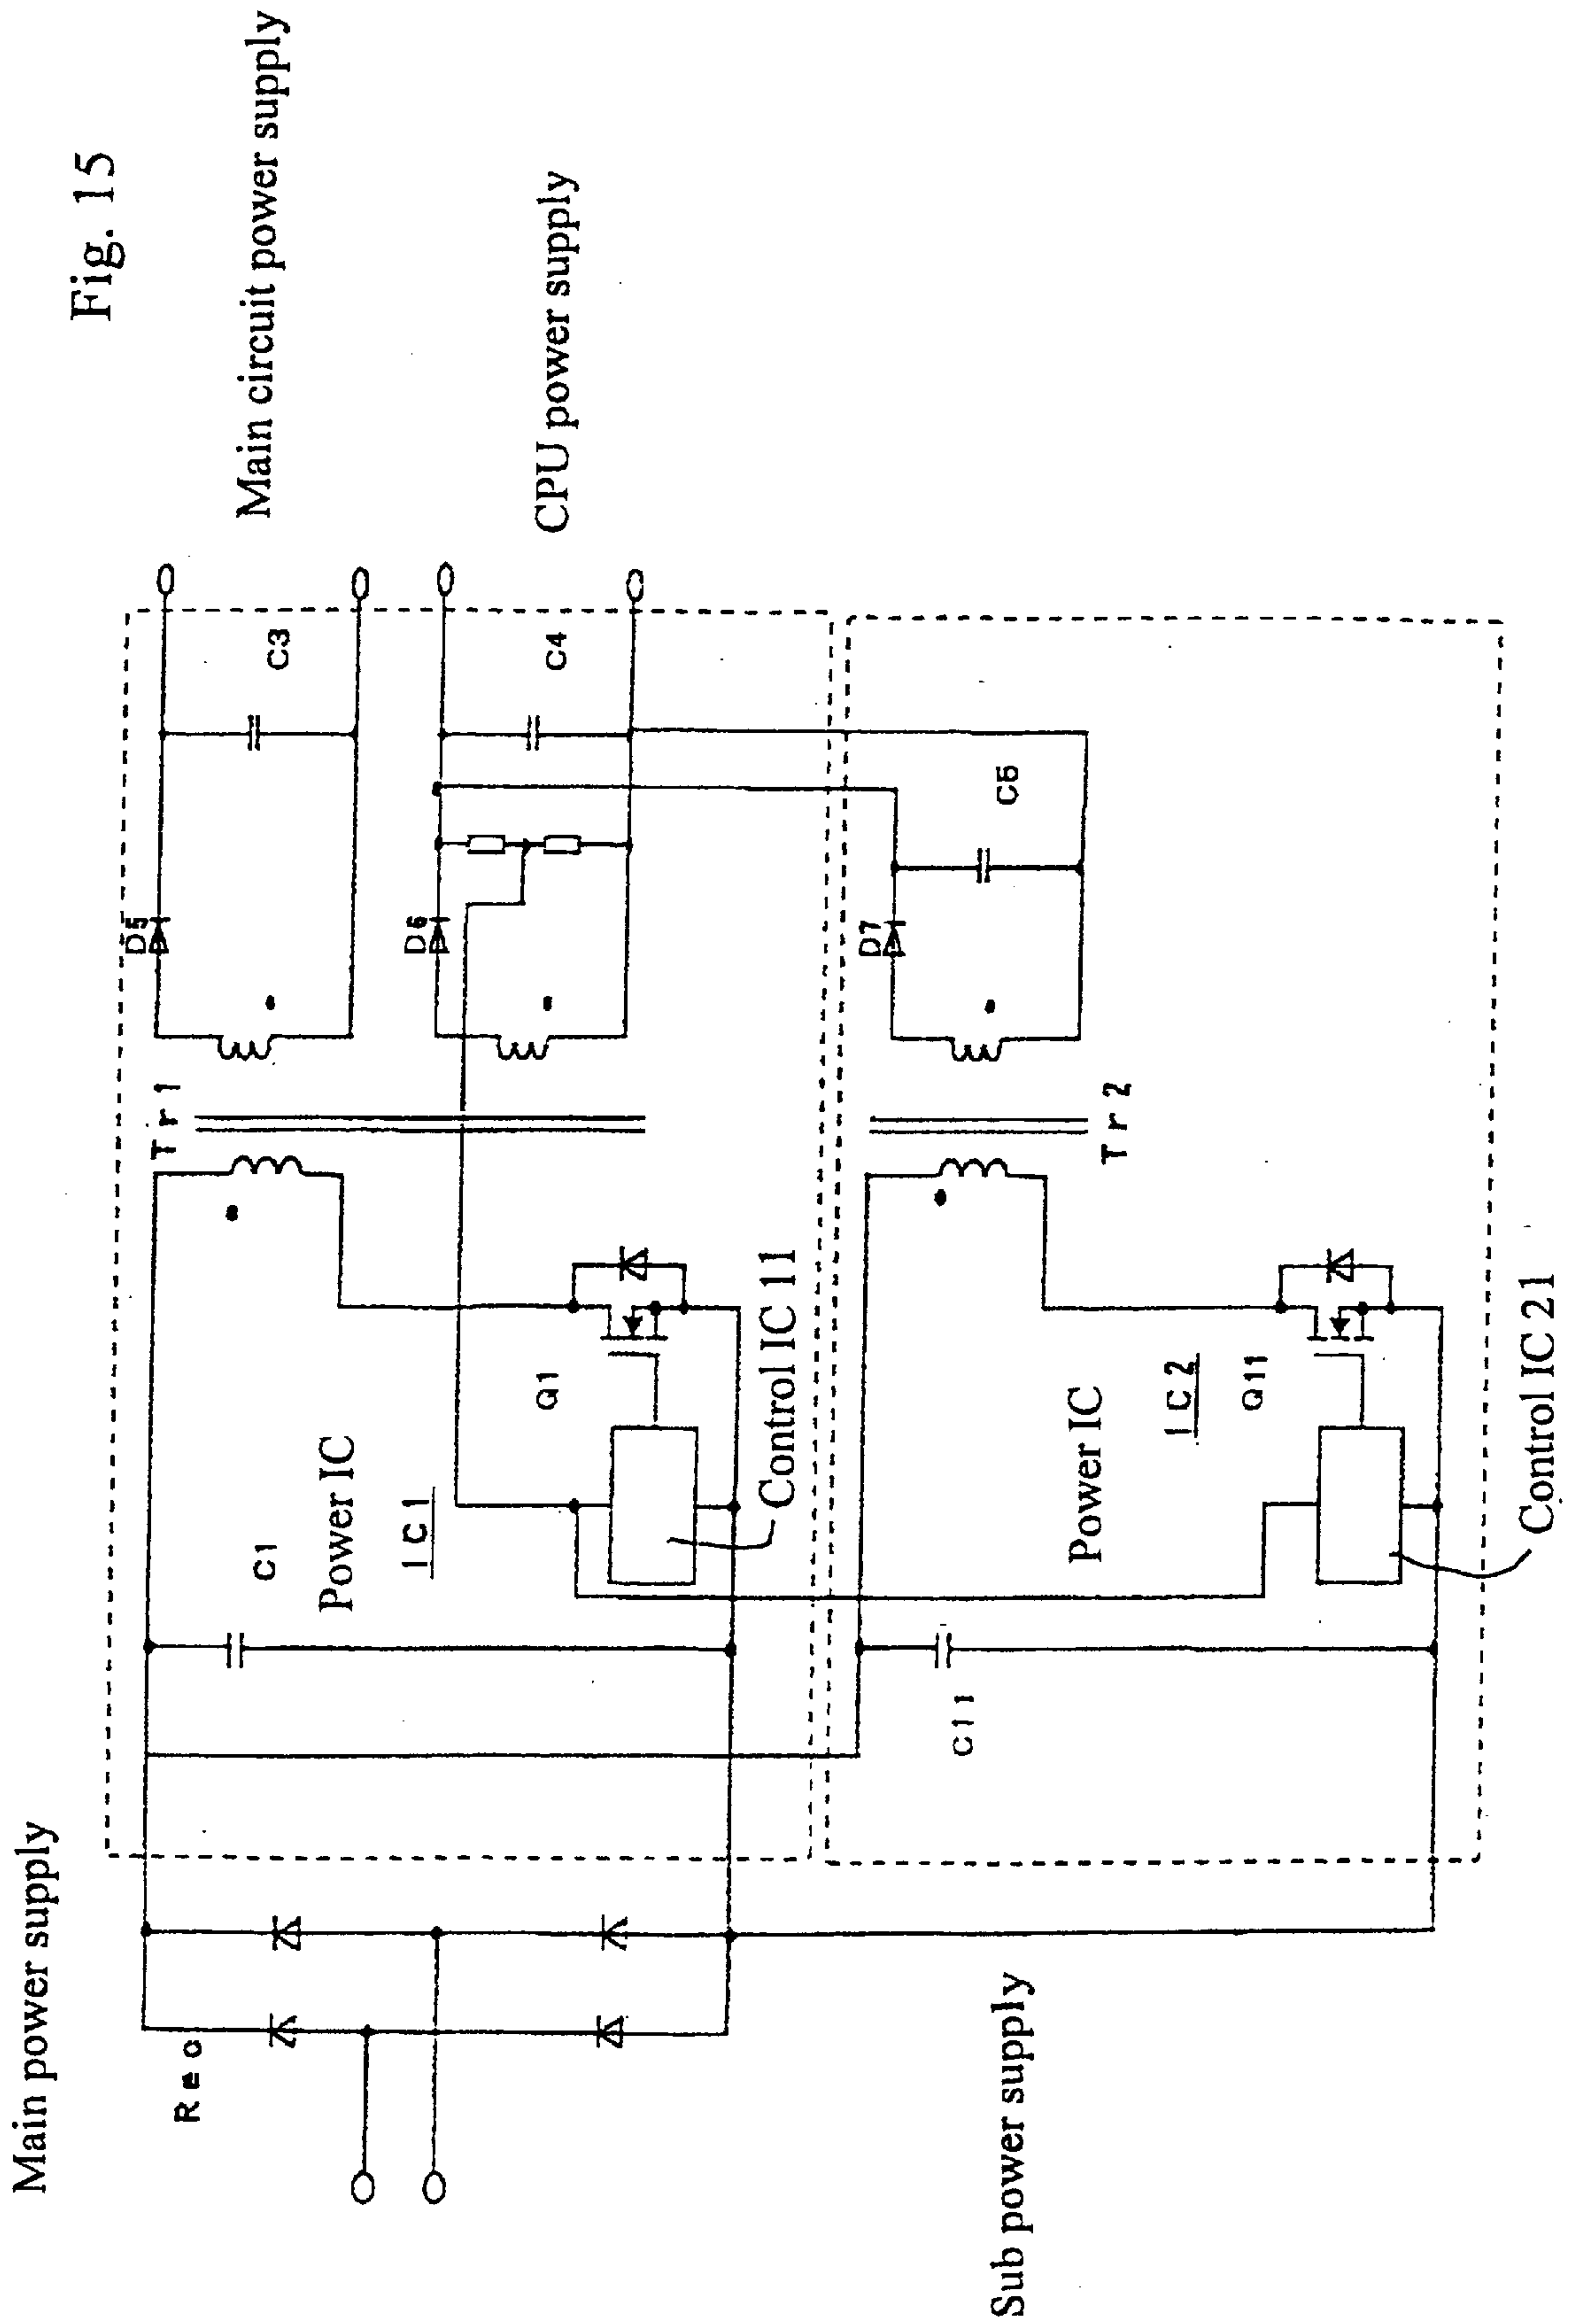 Fig. 15
Main power supply
Main circuit power supply
CPU power supply
Rec
C1
Power IC
IC1
Q1
Control IC 11
Tr1
D5
C3
D6
C4
Sub power supply
C11
Power IC
IC2
Q11
Control IC 21
Tr2
D7
C5